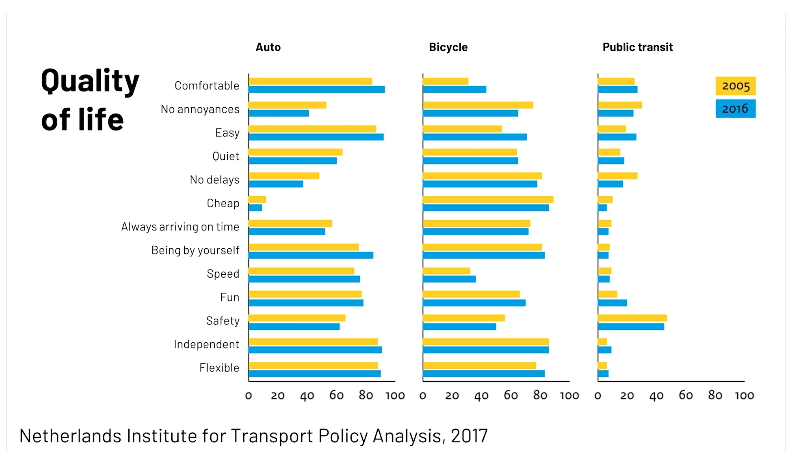 Auto
Bicycle
Public transit
Quality
of life
2005
2016
Comfortable
No annoyances
Easy
Quiet
No delays
Cheap
Always arriving on time
Being by yourself
Speed
Fun
Safety
Independent
Flexible
0 20 40 60 80 100
0 20 40 60 80 100
0 20 40 60 80 100
Netherlands Institute for Transport Policy Analysis, 2017